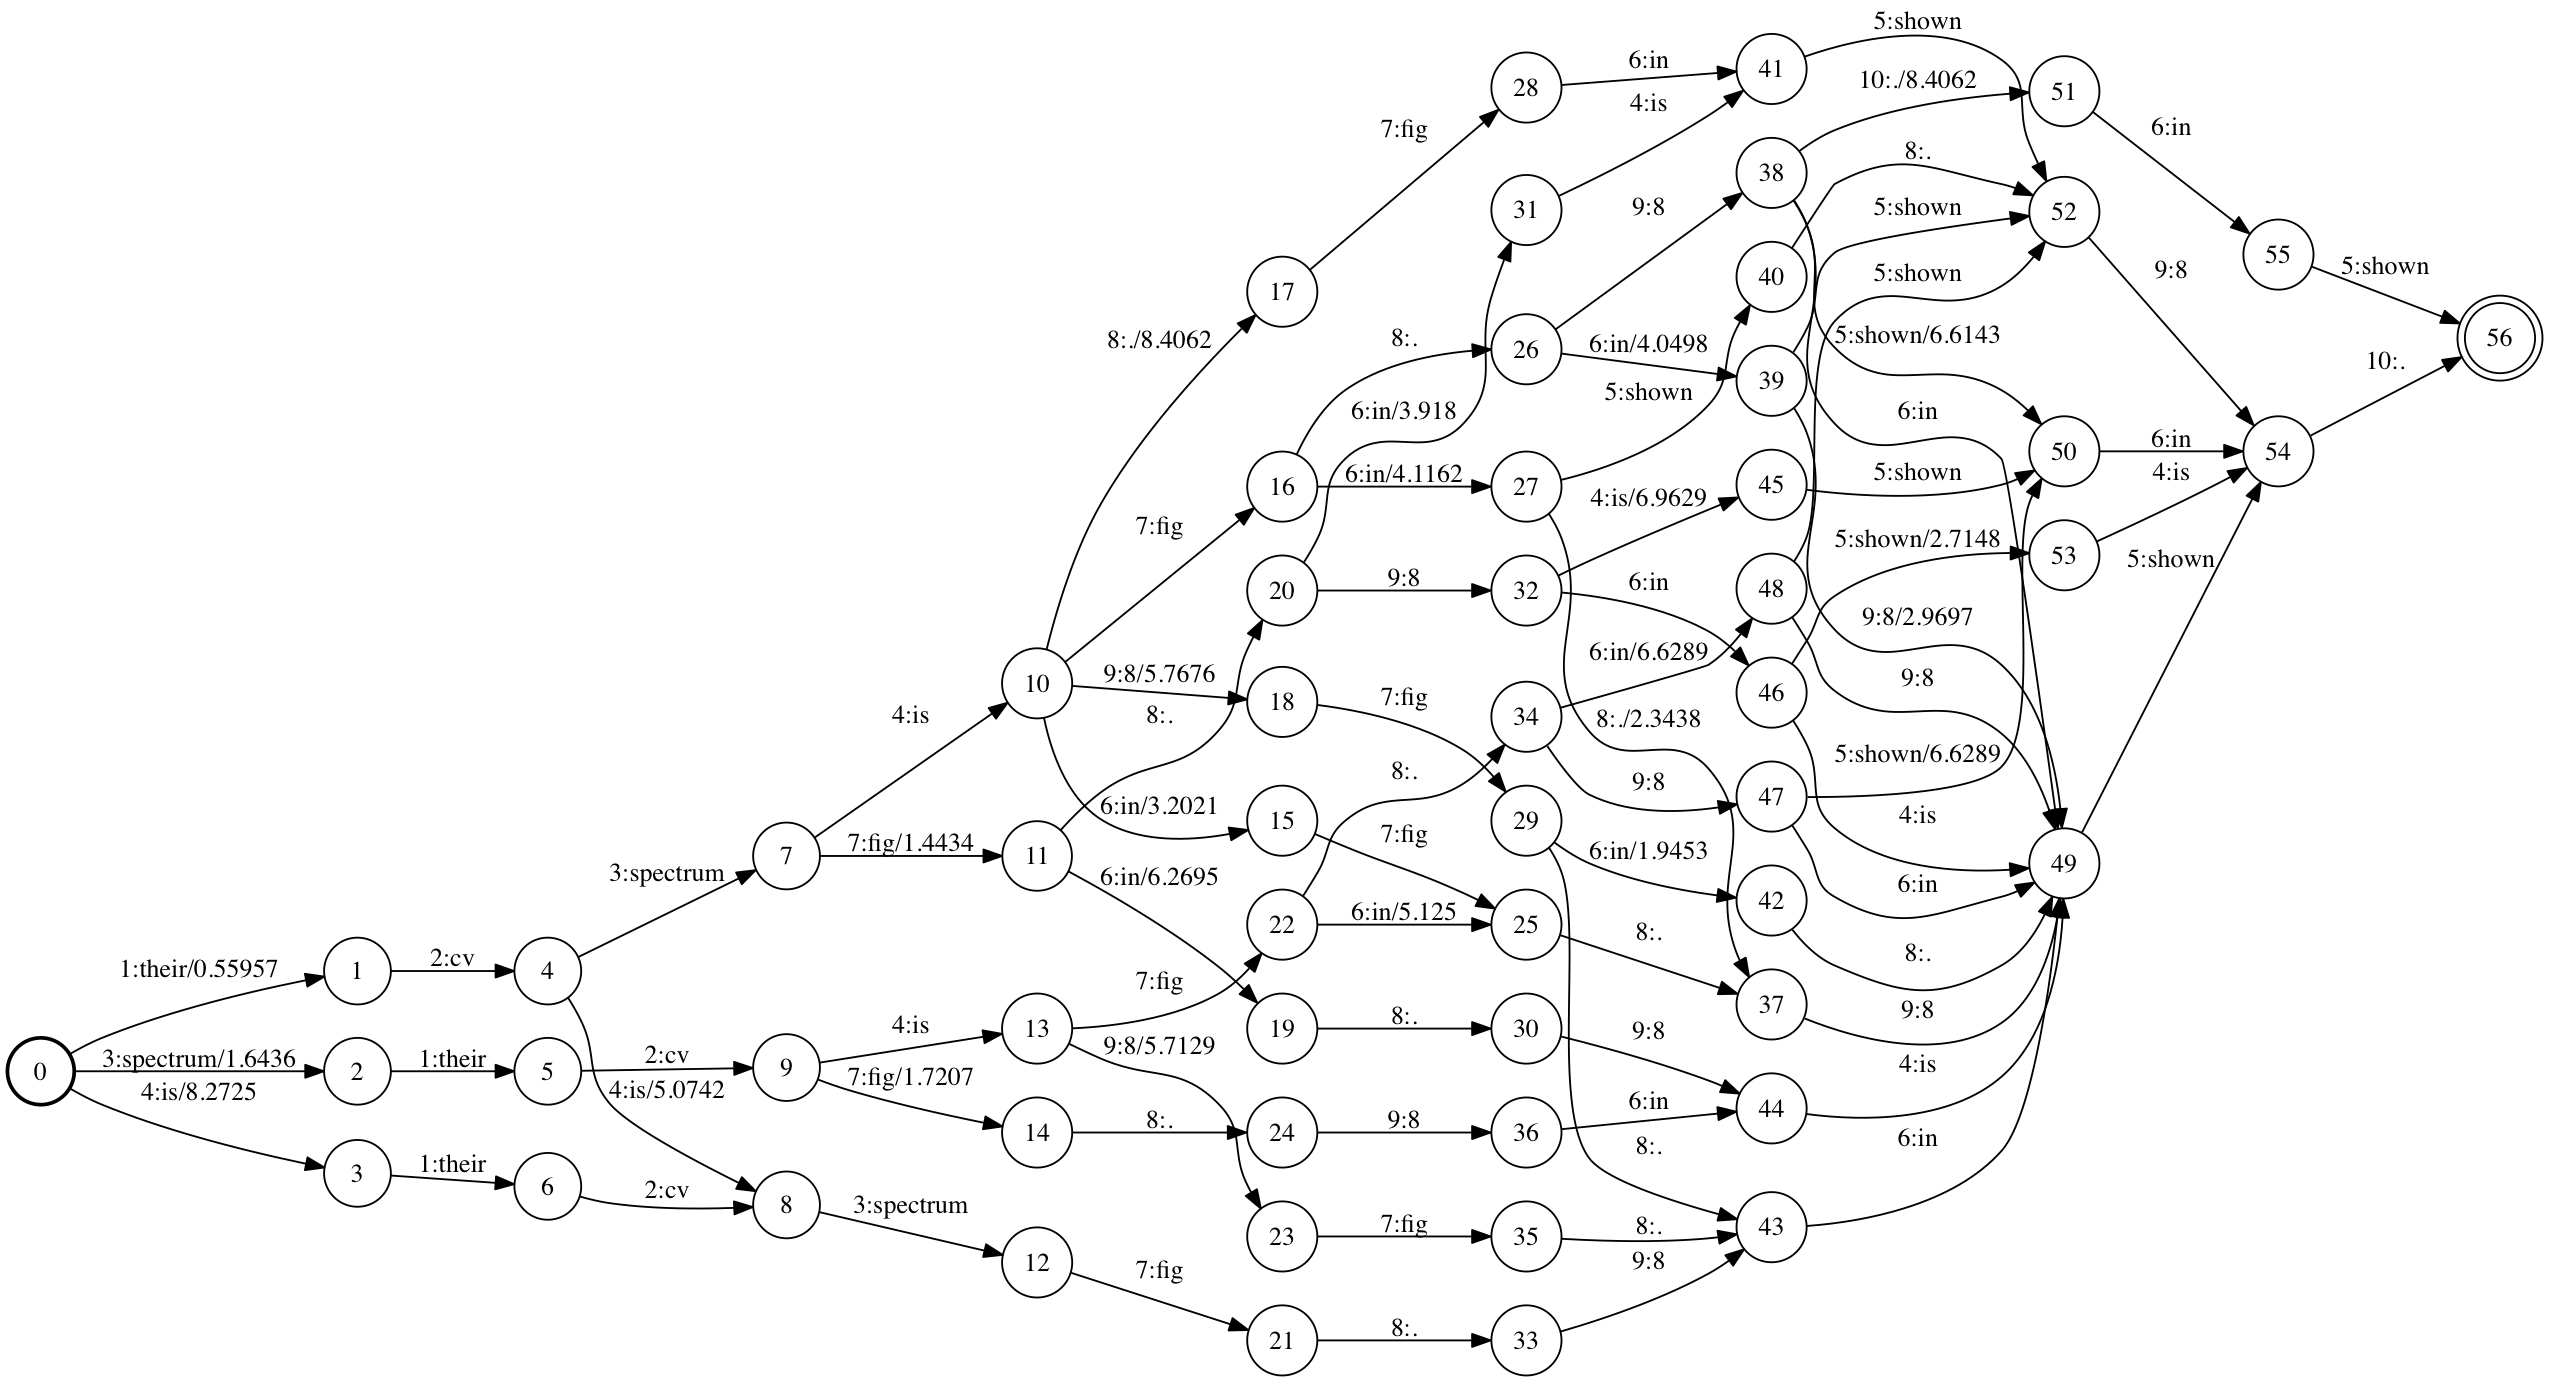 5:shown
41
6:in
28
10:./8.4062
51
4:is
7:fig
6:in
8:.
38
31
9:8
5:shown
52
55
5:shown
40
5:shown
9:8
17
8:./8.4062
8:.
26
6:in/4.0498
5:shown/6.6143
56
10:.
39
5:shown
6:in/3.918
6:in
16
6:in/4.1162
27
4:is/6.9629
45
5:shown
50
6:in
4:is
54
7:fig
5:shown/2.7148
53
5:shown
20
9:8
32
6:in
48
9:8/2.9697
10
9:8/5.7676
18
7:fig
6:in/6.6289
46
9:8
4:is
8:.
34
8:./2.3438
5:shown/6.6289
8:.
9:8
47
6:in/3.2021
15
7:fig
29
4:is
3:spectrum
7
7:fig/1.4434
11
6:in/1.9453
49
6:in/6.2695
22
6:in/5.125
25
8:.
42
6:in
1:their/0.55957
1
2:cv
4
7:fig
8:.
37
9:8
4:is
13
9:8/5.7129
19
8:.
30
9:8
0
3:spectrum/1.6436
4:is/8.2725
2
1:their
5
2:cv
4:is/5.0742
9
7:fig/1.7207
4:is
14
8:.
24
9:8
36
6:in
8:.
44
6:in
3
1:their
6
2:cv
8
3:spectrum
23
7:fig
35
8:.
9:8
43
12
7:fig
21
8:.
33